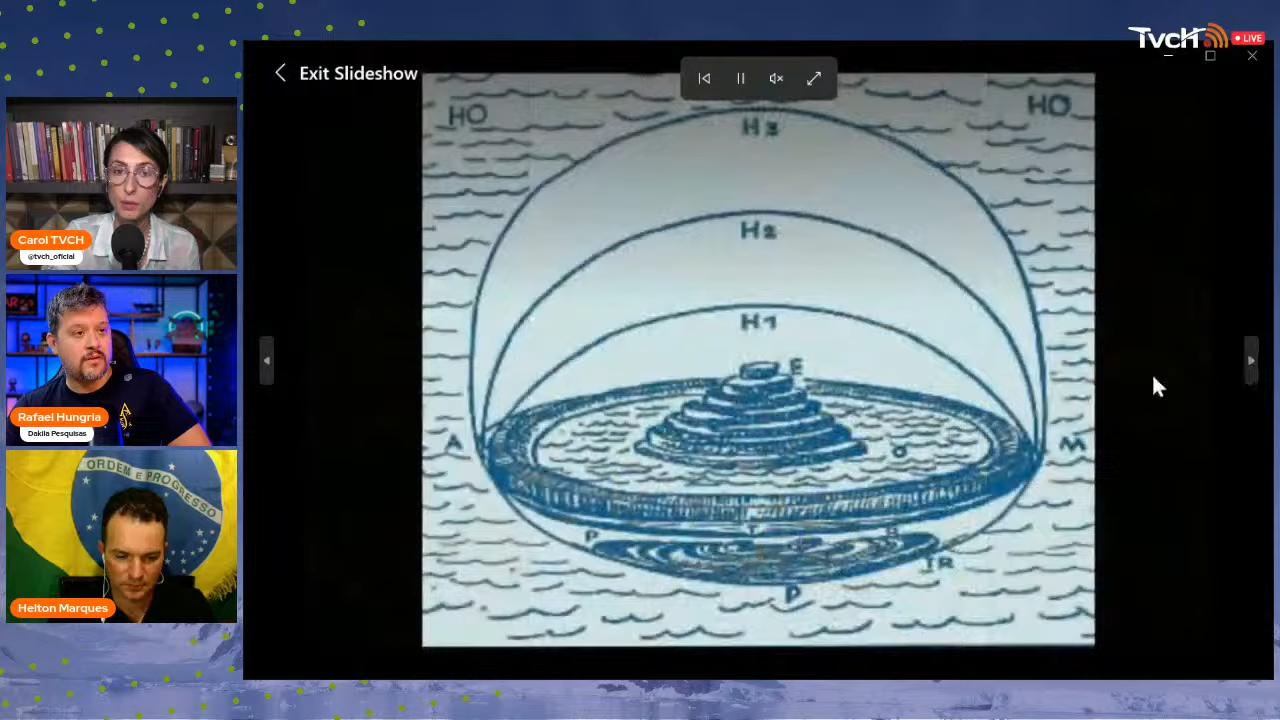 Tvch
LIVE
Exit Slideshow
HO
HO
H3
H2
H1
E
A
O
M
P
IR
P
Carol TVCH
@tvch_oficial
Rafael Hungria
Dakila Pesquisas
ORDEM E PROGRESSO
Helton Marques